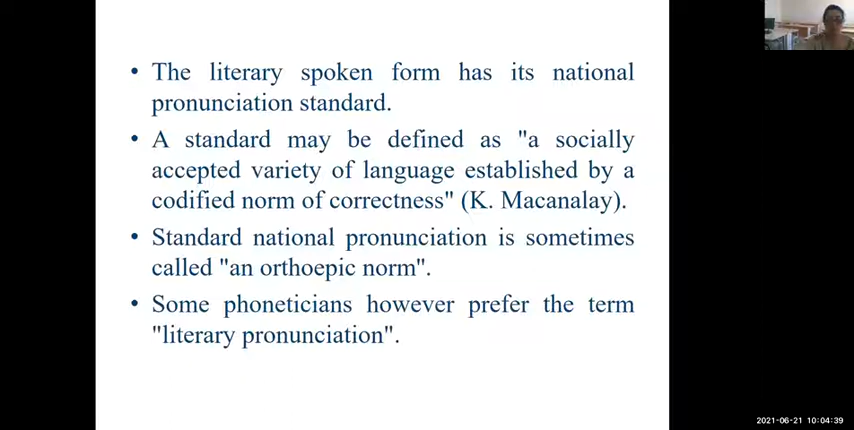 • The literary spoken form has its national
pronunciation standard.
• A standard may be defined as "a socially
accepted variety of language established by a
codified norm of correctness" (K. Macanalay).
• Standard national pronunciation is sometimes
called "an orthoepic norm".
• Some phoneticians however prefer the term
"literary pronunciation".
2021-06-21 10:04:39